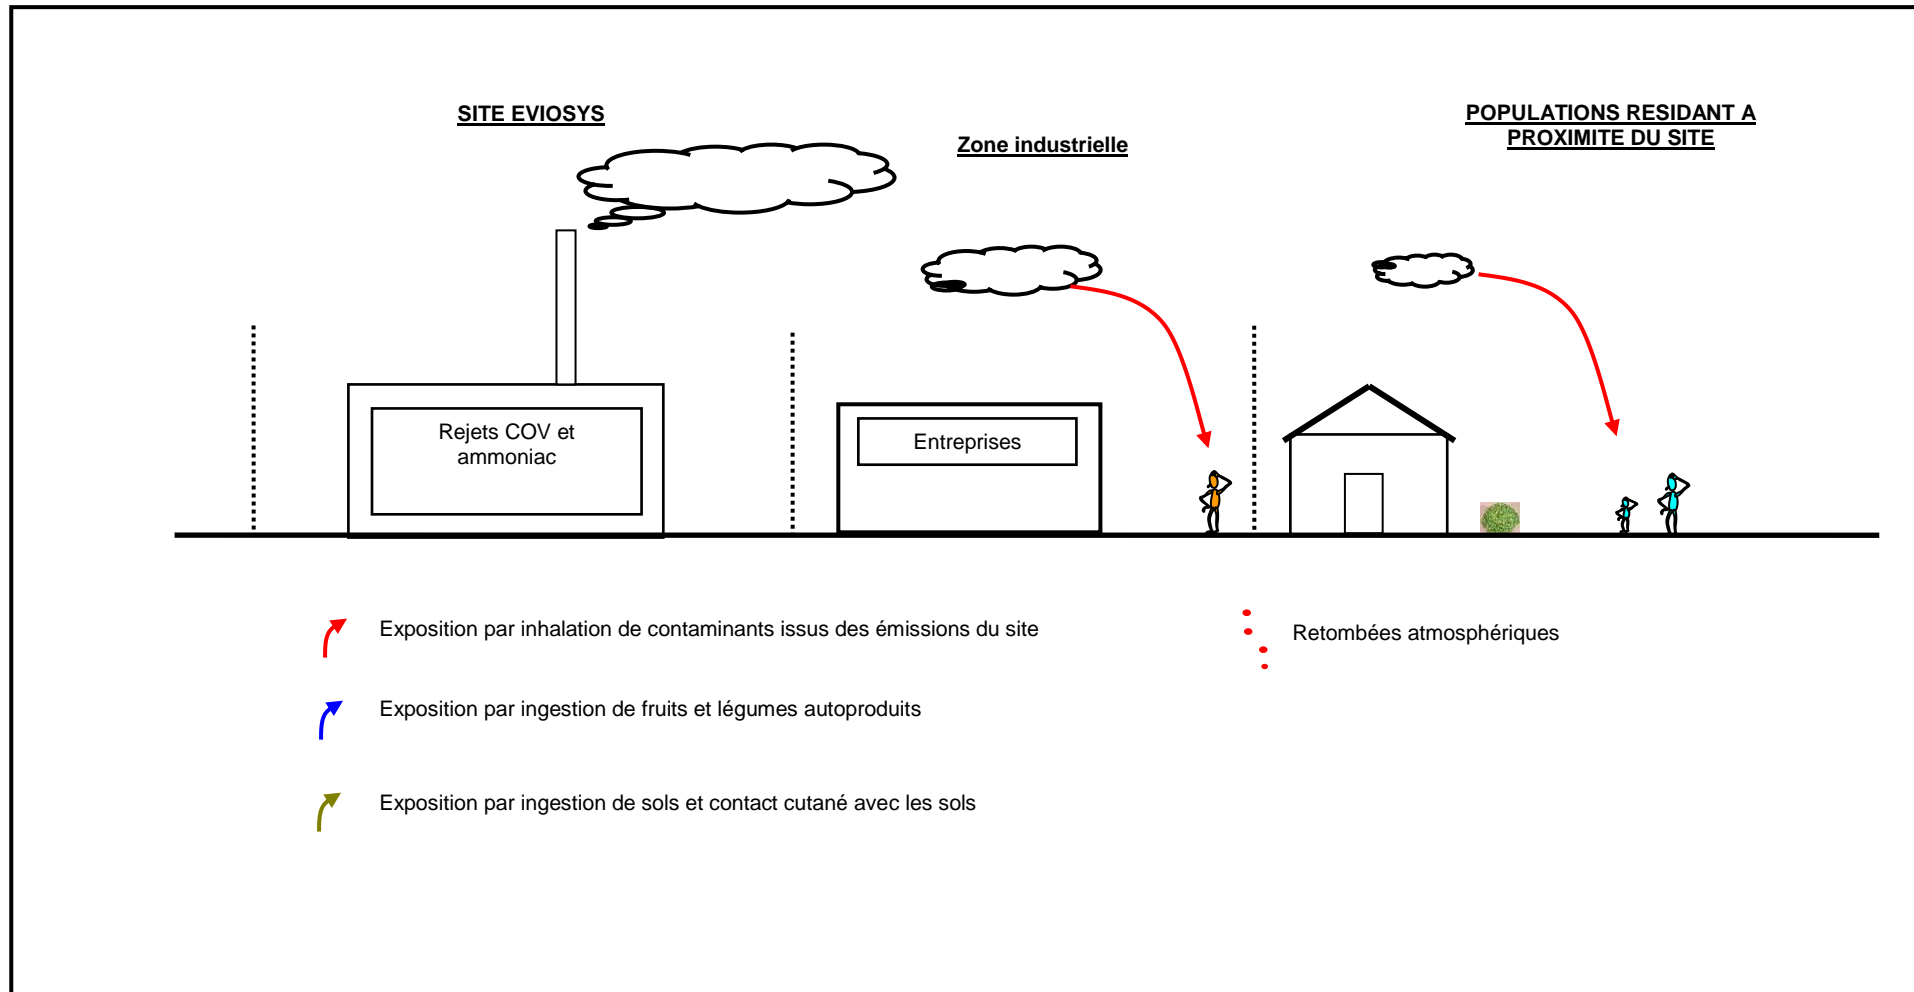 SITE EVIOSYS
Zone industrielle
POPULATIONS RESIDANT A
PROXIMITE DU SITE
Rejets COV et
ammoniac
Entreprises
Exposition par inhalation de contaminants issus des émissions du site
Retombées atmosphériques
Exposition par ingestion de fruits et légumes autoproduits
Exposition par ingestion de sols et contact cutané avec les sols